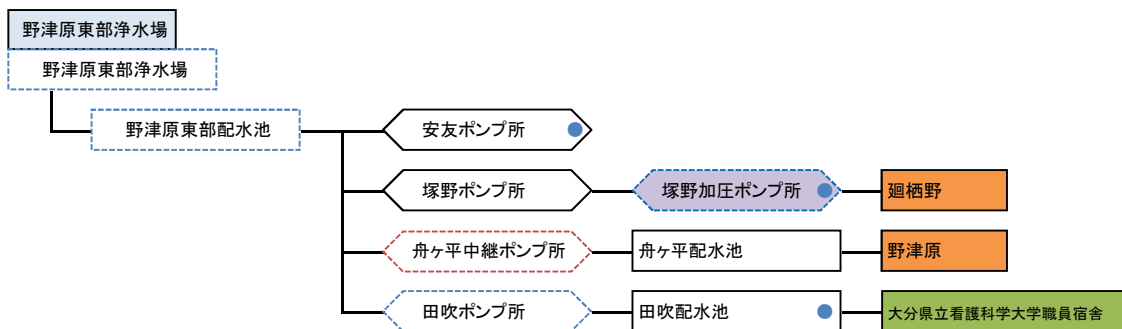 野津原東部浄水場
野津原東部浄水場
野津原東部配水池
安友ポンプ所
塚野ポンプ所
塚野加圧ポンプ所
廻栖野
舟ヶ平中継ポンプ所
舟ヶ平配水池
野津原
田吹ポンプ所
田吹配水池
大分県立看護科学大学職員宿舎